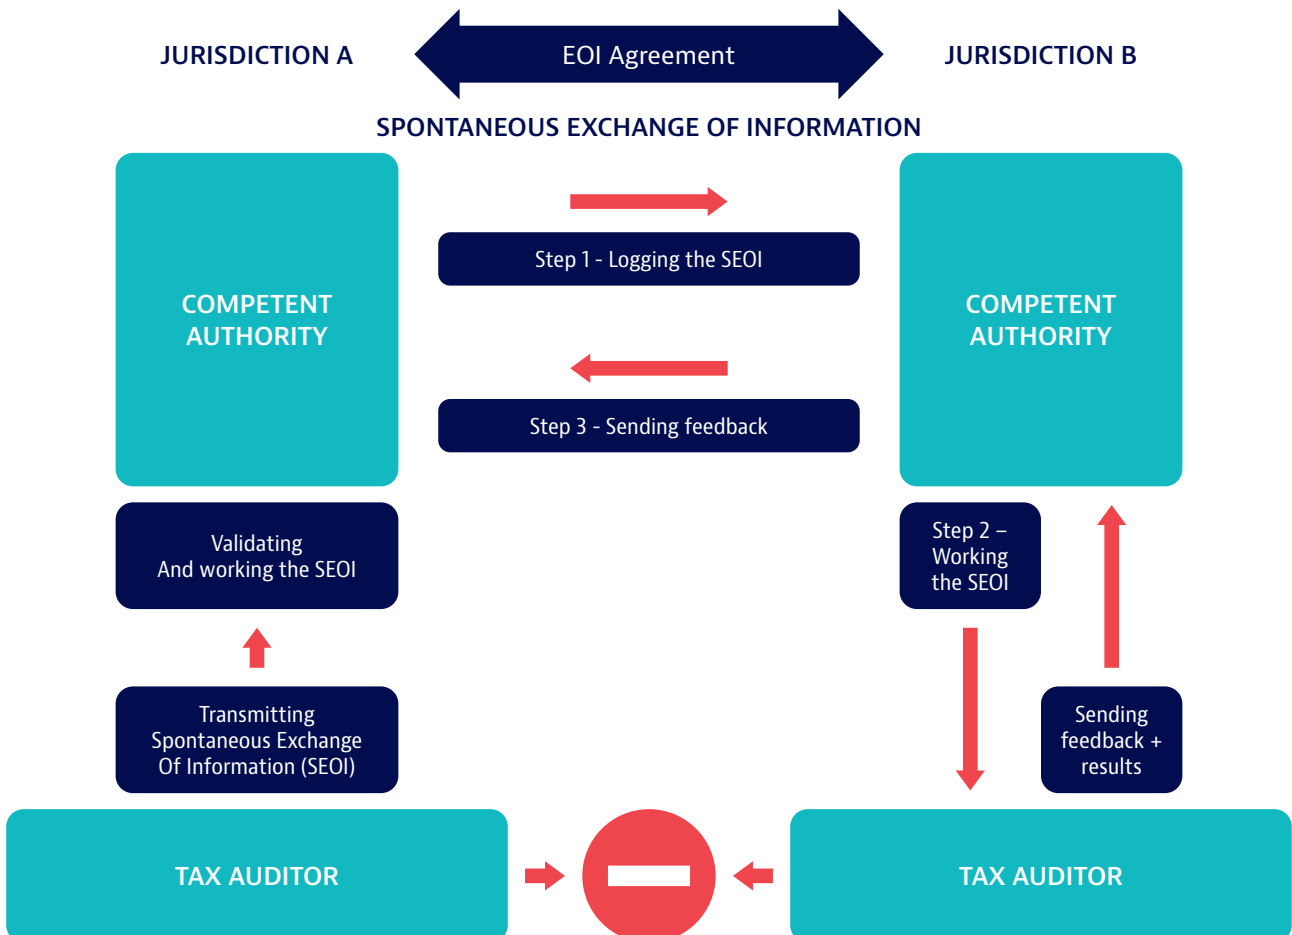 JURISDICTION A
EOI Agreement
JURISDICTION B
SPONTANEOUS EXCHANGE OF INFORMATION
COMPETENT
AUTHORITY
Step 1 - Logging the SEOI
Step 3 - Sending feedback
COMPETENT
AUTHORITY
Validating
And working the SEOI
Step 2 –
Working
the SEOI
Transmitting
Spontaneous Exchange
Of Information (SEOI)
Sending
feedback +
results
TAX AUDITOR
TAX AUDITOR